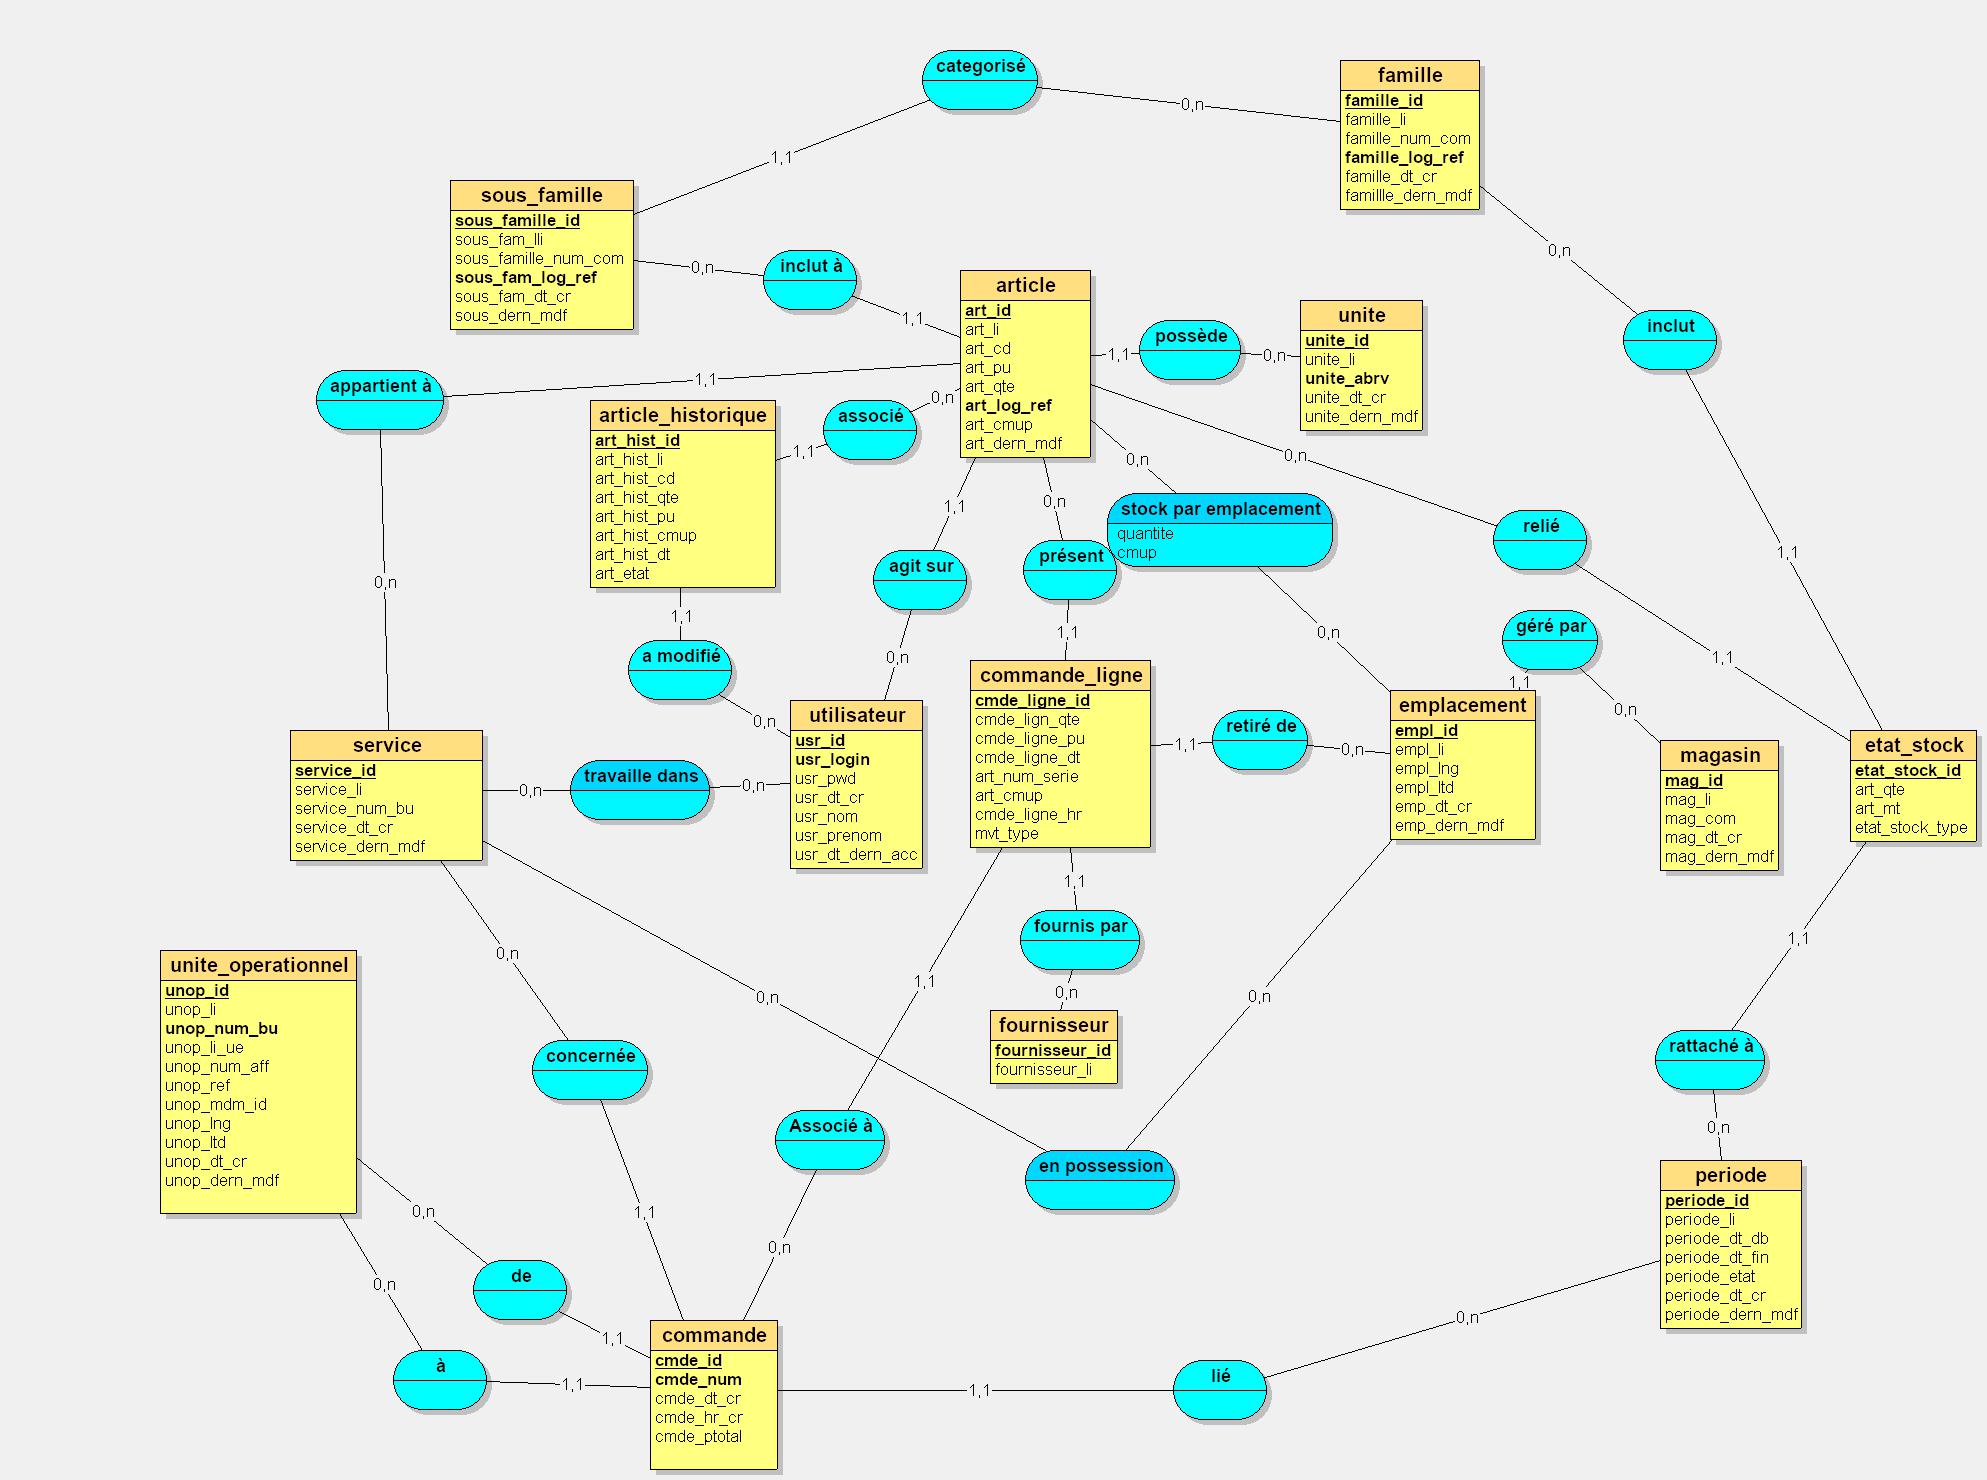 categorisé
0,n
1,1
famille
famille_id
famille_li
famille_num_com
famille_log_ref
famille_dt_cr
famillle_dern_mdf
0,n
inclut
1,1
sous_famille
sous_famille_id
sous_fam_lli
sous_famille_num_com
sous_fam_log_ref
sous_fam_dt_cr
sous_dern_mdf
0,n
inclut à
1,1
article
art_id
art_li
art_cd
art_pu
art_qte
art_log_ref
art_cmup
art_dern_mdf
1,1
possède
0,n
unite
unite_id
unite_li
unite_abrv
unite_dt_cr
unite_dern_mdf
appartient à
1,1
0,n
article_historique
art_hist_id
art_hist_li
art_hist_cd
art_hist_qte
art_hist_pu
art_hist_cmup
art_hist_dt
art_etat
1,1
associé
0,n
0,n
stock par emplacement
quantite
cmup
0,n
0,n
relié
1,1
1,1
agit sur
0,n
0,n
présent
1,1
1,1
a modifié
0,n
géré par
1,1
0,n
service
service_id
service_li
service_num_bu
service_dt_cr
service_dern_mdf
0,n
travaille dans
0,n
utilisateur
usr_id
usr_login
usr_pwd
usr_dt_cr
usr_nom
usr_prenom
usr_dt_dern_acc
commande_ligne
cmde_ligne_id
cmde_lign_qte
cmde_ligne_pu
cmde_ligne_dt
art_num_serie
art_cmup
cmde_ligne_hr
mvt_type
1,1
retiré de
0,n
emplacement
empl_id
empl_li
empl_lng
empl_ltd
emp_dt_cr
emp_dern_mdf
magasin
mag_id
mag_li
mag_com
mag_dt_cr
mag_dern_mdf
etat_stock
etat_stock_id
art_qte
art_mt
etat_stock_type
1,1
fournis par
0,n
fournisseur
fournisseur_id
fournisseur_li
unite_operationnel
unop_id
unop_li
unop_num_bu
unop_li_ue
unop_num_aff
unop_ref
unop_mdm_id
unop_lng
unop_ltd
unop_dt_cr
unop_dern_mdf
0,n
concernée
1,1
1,1
Associé à
0,n
0,n
en possession
0,n
1,1
rattaché à
0,n
periode
periode_id
periode_li
periode_dt_db
periode_dt_fin
periode_etat
periode_dt_cr
periode_dern_mdf
0,n
de
1,1
0,n
à
1,1
commande
cmde_id
cmde_num
cmde_dt_cr
cmde_hr_cr
cmde_ptotal
1,1
lié
0,n